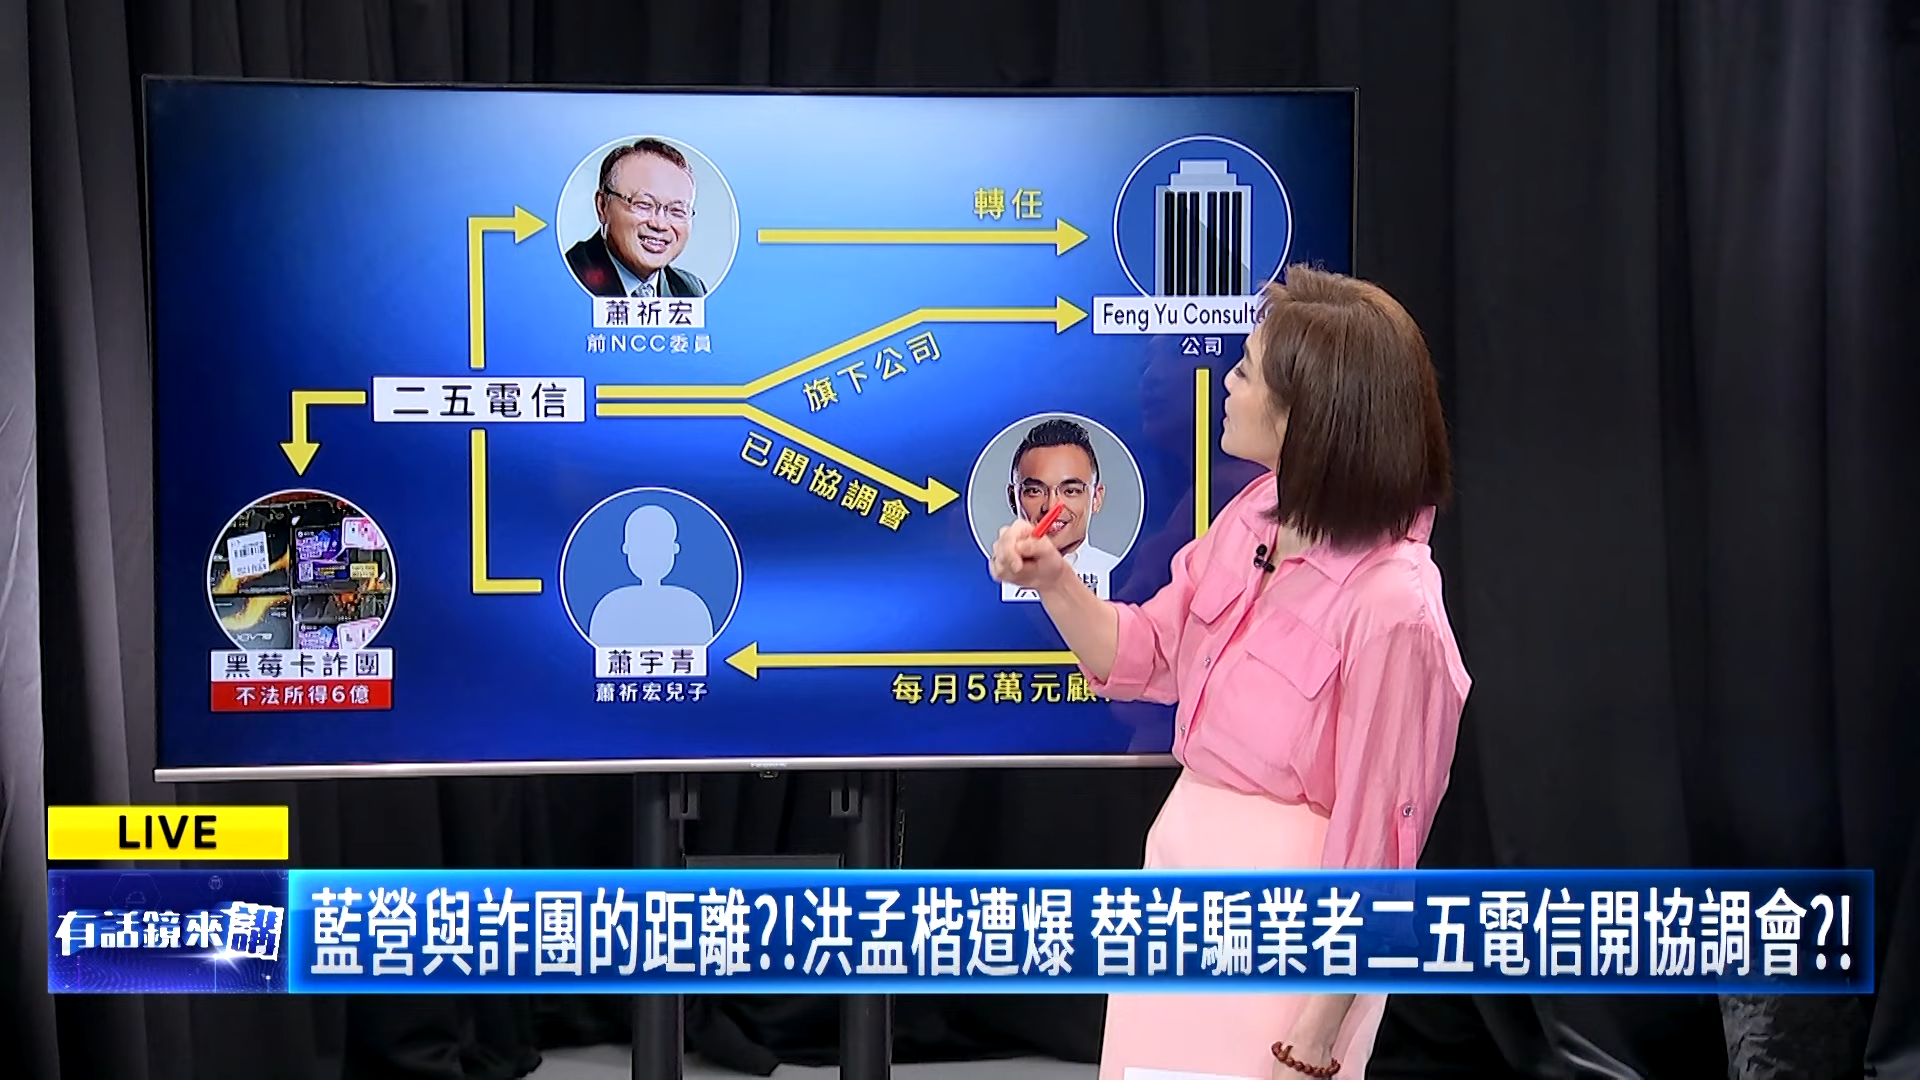 轉任
蕭祈宏
前NCC委員
Feng Yu Consult
公司
旗下公司
二五電信
已開協調會
黑莓卡詐團
不法所得6億
蕭宇青
蕭祈宏兒子
每月5萬元顧
LIVE
有話鏡來講
藍營與詐團的距離?!洪孟楷遭爆 替詐騙業者二五電信開協調會?!